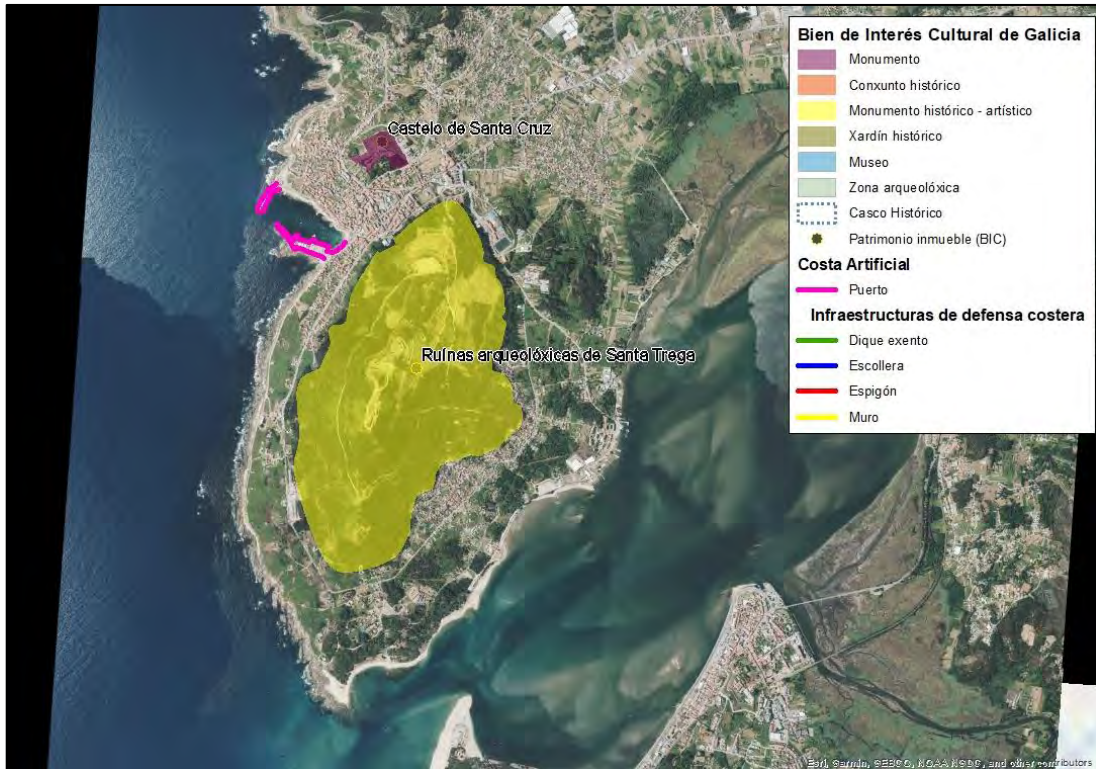 Bien de Interés Cultural de Galicia
Monumento
Conxunto histórico
Monumento histórico - artístico
Xardín histórico
Museo
Zona arqueolóxica
Casco Histórico
Patrimonio inmueble (BIC)
Costa Artificial
Puerto
Infraestructuras de defensa costera
Dique exento
Escollera
Espigón
Muro
Castelo de Santa Cruz
Ruínas arqueolóxicas de Santa Trega
Esri, Garmin, GEBCO, NOAA NGDC, and other contributors